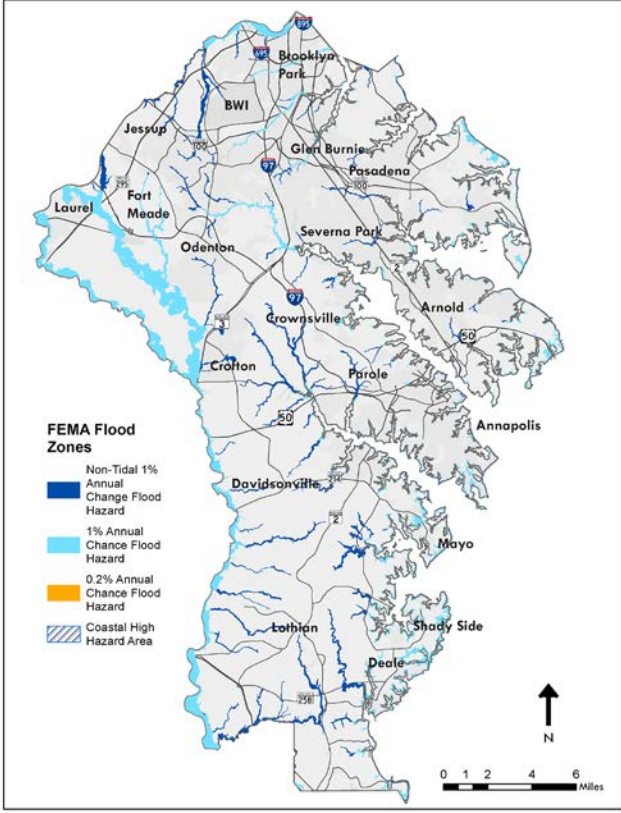 895
695
Brooklyn
Park
BWI
Jessup
100
Glen Burnie
97
Pasadena
100
295
Laurel
Fort
Meade
Severna Park
Odenton
2
97
Arnold
3
Crownsville
50
Crofton
Parole
50
Annapolis
FEMA Flood
Zones
Non-Tidal 1%
Annual
Change Flood
Hazard
1% Annual
Chance Flood
Hazard
0.2% Annual
Chance Flood
Hazard
Coastal High
Hazard Area
Davidsonville
214
2
Mayo
Lothian
Shady Side
Deale
258
N
0 1 2 4 6
Miles